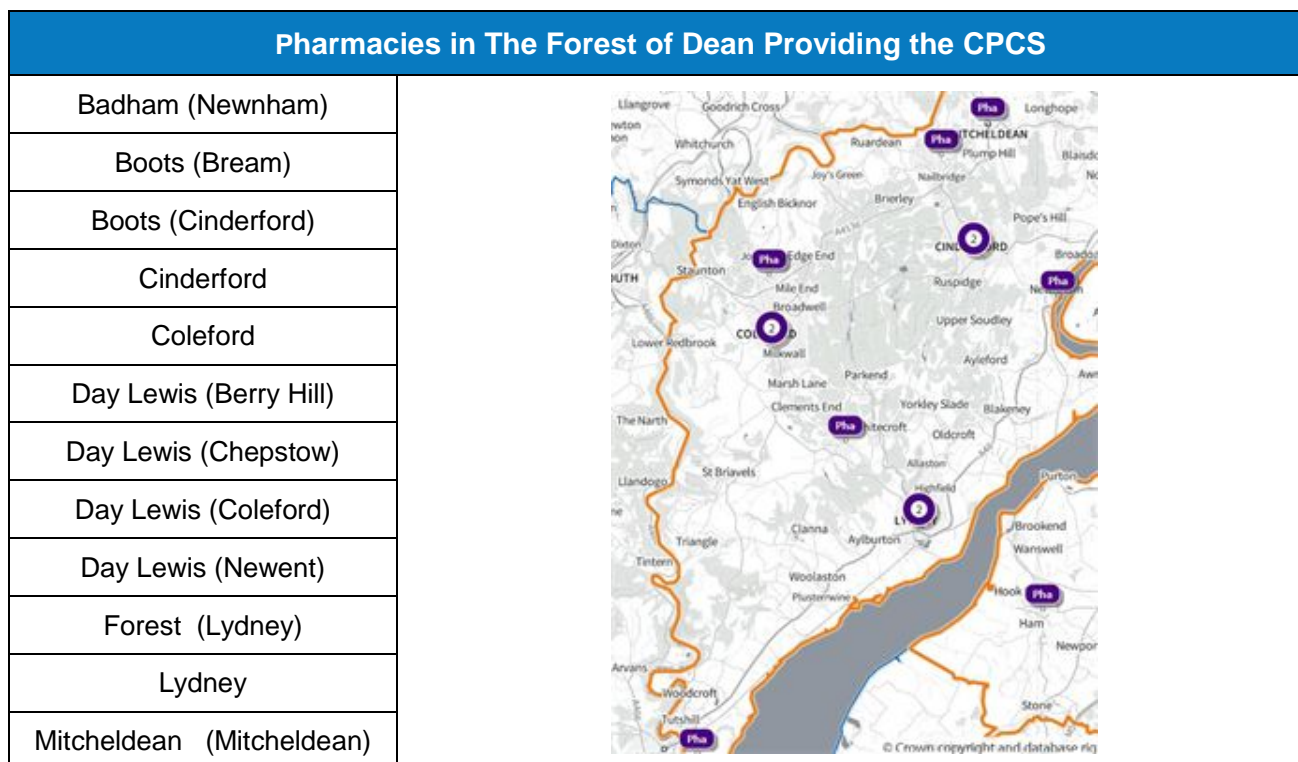 Pharmacies in The Forest of Dean Providing the CPCS
Badham (Newnham)
Boots (Bream)
Boots (Cinderford)
Cinderford
Coleford
Day Lewis (Berry Hill)
Day Lewis (Chepstow)
Day Lewis (Coleford)
Day Lewis (Newent)
Forest (Lydney)
Lydney
Mitcheldean (Mitcheldean)
Llangrove
Goodrich Cross
Pha
Longhope
Whitchurch
Ruardean
Pha
Plump Hill
Symonds Yat West
Joy's Green
Nailbridge
English Bicknor
Brierley
Pope's Hill
2
Pha
Edge End
Staunton
Mile End
Ruspidge
Pha
Broadwell
2
Upper Soudley
Lower Redbrook
Milkwall
Ayleford
Marsh Lane
Parkend
Clements End
Yorkley Slade
Blakeney
The Narth
Pha
Oldcroft
Allaston
St Briavels
Llandogo
Highfield
Purton
2
Clanna
Aylburton
Brookend
Triangle
Wanswell
Tintern
Woolaston
Plusterwine
Hook
Pha
Ham
Woodcroft
Tutshill
Stone
Pha
© Crown copyright and database rig